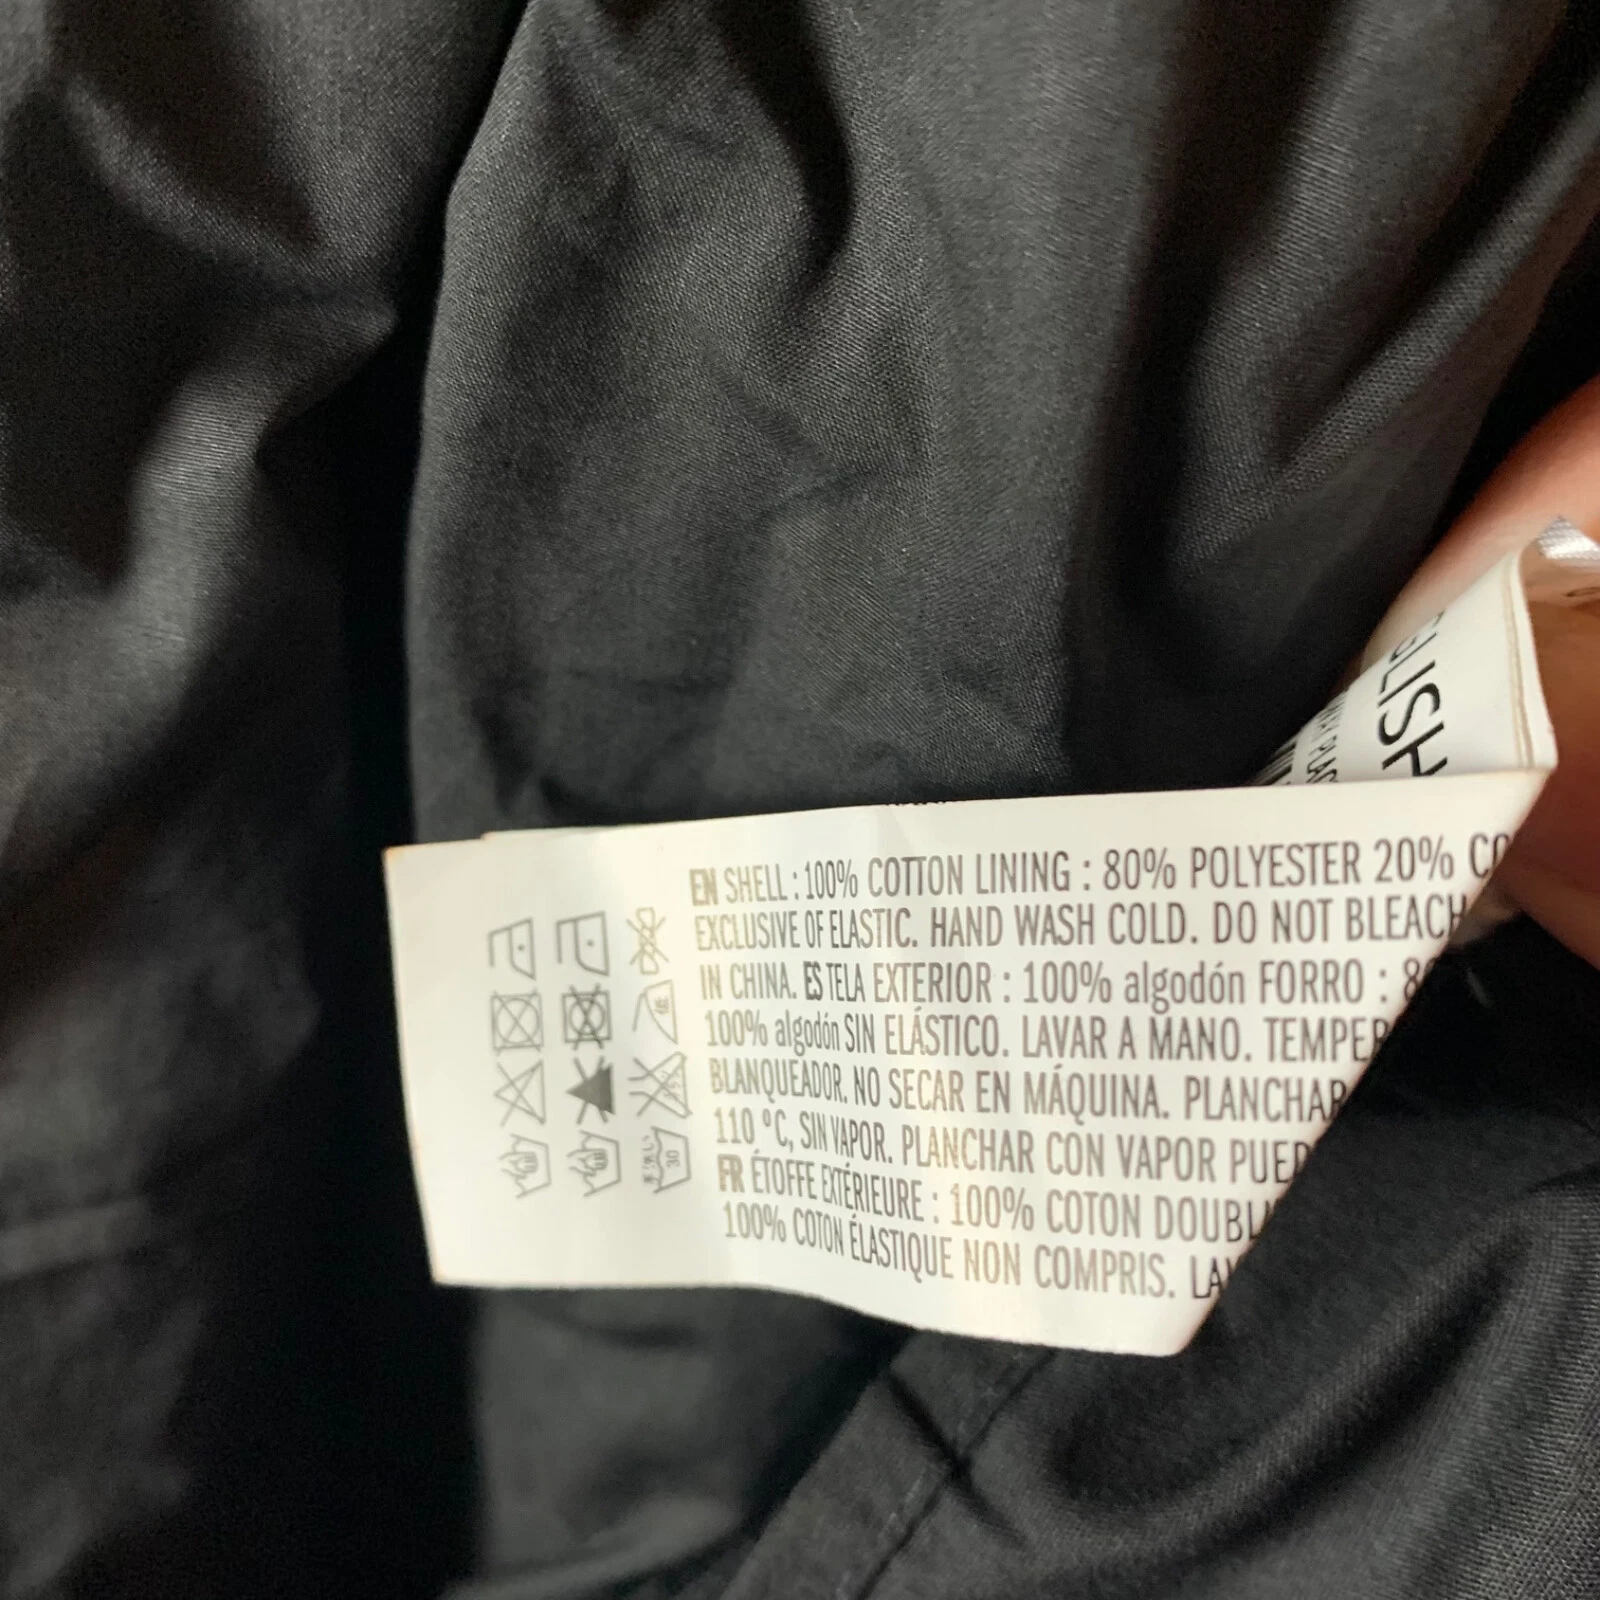 EN SHELL : 100% COTTON LINING : 80% POLYESTER 20%
EXCLUSIVE OF ELASTIC. HAND WASH COLD. DO NOT BLEACH
IN CHINA. ES TELA EXTERIOR : 100% algodón FORRO :
100% algodón SIN ELÁSTICO. LAVAR A MANO.
BLANQUEADOR. NO SECAR EN MÁQUINA. PLANCHAR
110 °C, SIN VAPOR. PLANCHAR CON VAPOR
FR ÉTOFFE EXTÉRIEURE : 100% COTON
100% COTON ÉLASTIQUE NON COMPRIS.
30